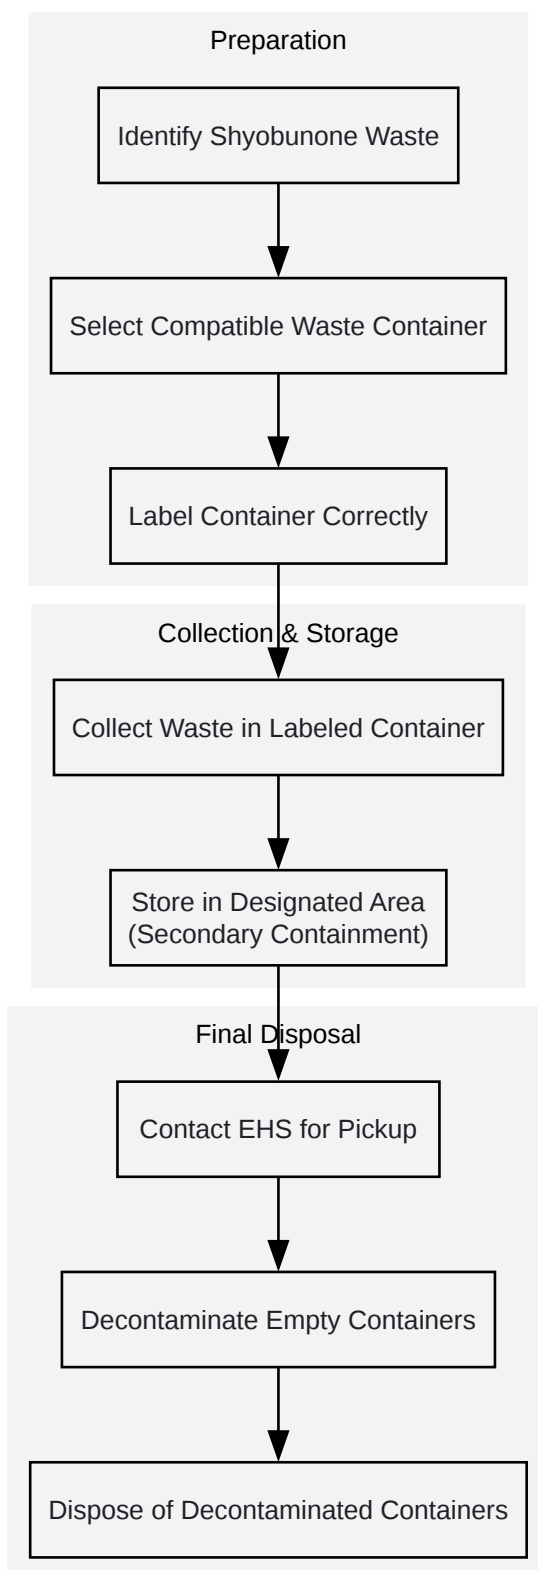 Preparation
Identify Shyobunone Waste
Select Compatible Waste Container
Label Container Correctly
Collection & Storage
Collect Waste in Labeled Container
Store in Designated Area
(Secondary Containment)
Final Disposal
Contact EHS for Pickup
Decontaminate Empty Containers
Dispose of Decontaminated Containers